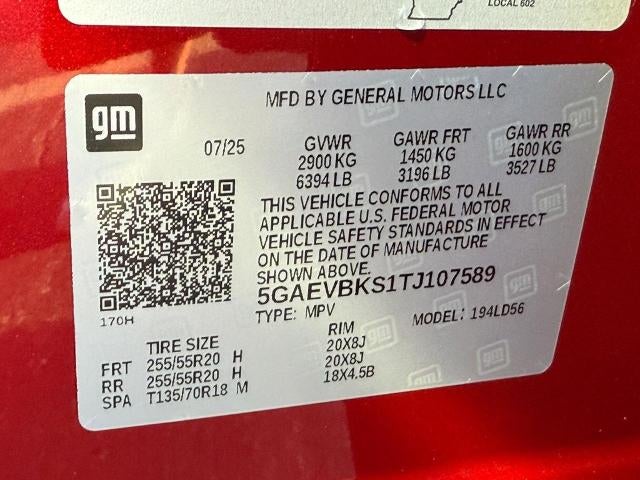 LOCAL 602
gm
MFD BY GENERAL MOTORS LLC
07/25 GVWR GAWR FRT GAWR RR
2900 KG 1450 KG 1600 KG
6394 LB 3196 LB 3527 LB
THIS VEHICLE CONFORMS TO ALL
APPLICABLE U.S. FEDERAL MOTOR
VEHICLE SAFETY STANDARDS IN EFFECT
ON THE DATE OF MANUFACTURE
SHOWN ABOVE.
5GAEVBKS1TJ107589
170H
TYPE: MPV MODEL: 194LD56
TIRE SIZE RIM
FRT 255/55R20 H 20X8J
RR 255/55R20 H 20X8J
SPA T135/70R18 M 18X4.5B